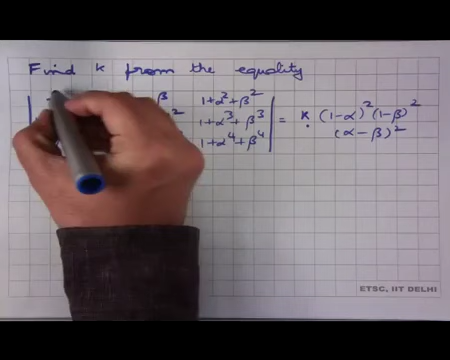 Find k from the equality
β 1+α²+β²
² 1+α³+β³ = k. (1-α)² (1-β)²
1+α⁴+β⁴ (α-β)²
ETSC, IIT DELHI